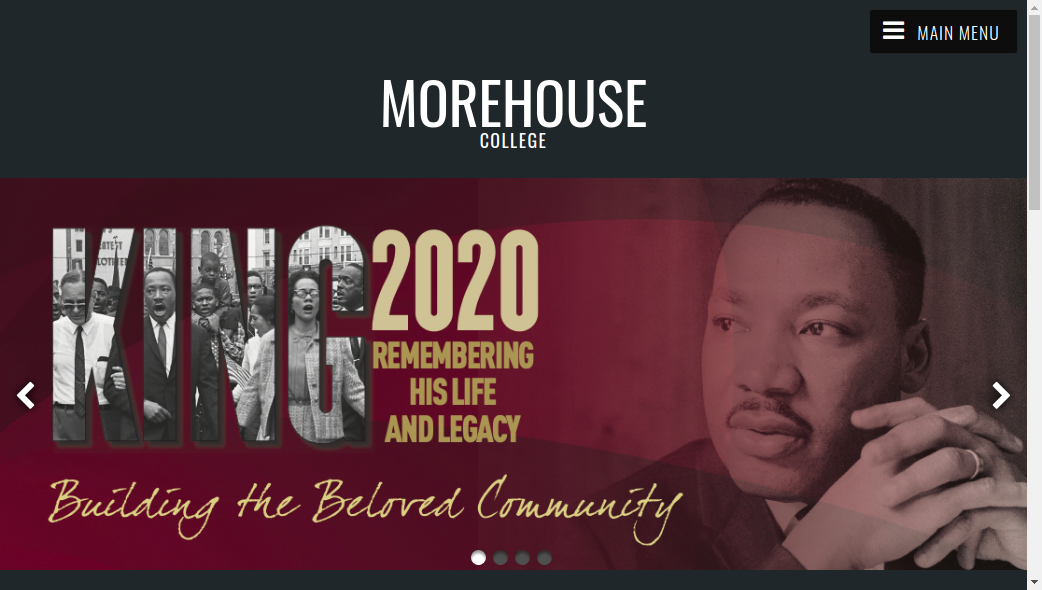 MAIN MENU
MOREHOUSE
COLLEGE
KING 2020
REMEMBERING
HIS LIFE
AND LEGACY
Building the Beloved Community